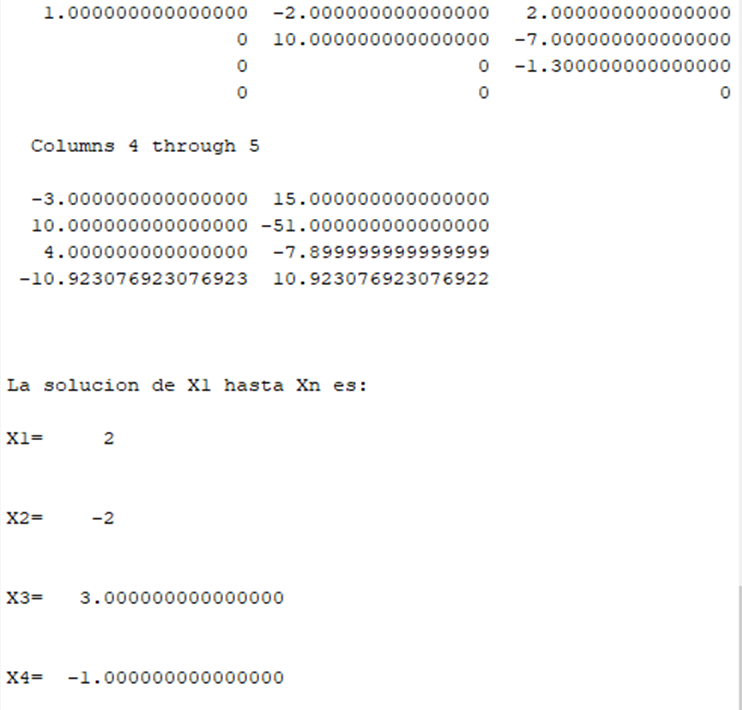 1.000000000000000 -2.000000000000000 2.000000000000000
0 10.000000000000000 -7.000000000000000
0 0 -1.300000000000000
0 0 0
Columns 4 through 5
-3.000000000000000 15.000000000000000
10.000000000000000 -51.000000000000000
4.000000000000000 -7.899999999999999
-10.923076923076923 10.923076923076922
La solucion de X1 hasta Xn es:
X1= 2
X2= -2
X3= 3.000000000000000
X4= -1.000000000000000